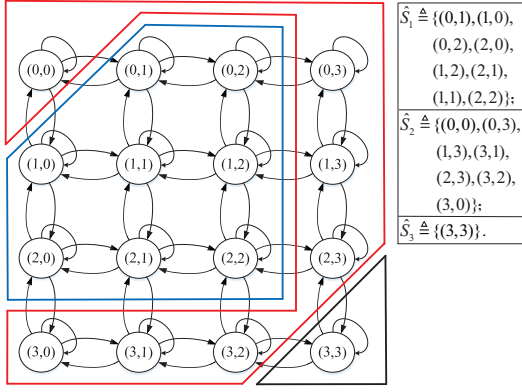 (0,0) (0,1) (0,2) (0,3)
(1,0) (1,1) (1,2) (1,3)
(2,0) (2,1) (2,2) (2,3)
(3,0) (3,1) (3,2) (3,3)
Ŝ₁ ≜ {(0,1),(1,0),
(0,2),(2,0),
(1,2),(2,1),
(1,1),(2,2)};
Ŝ₂ ≜ {(0,0),(0,3),
(1,3),(3,1),
(2,3),(3,2),
(3,0)};
Ŝ₃ ≜ {(3,3)}.